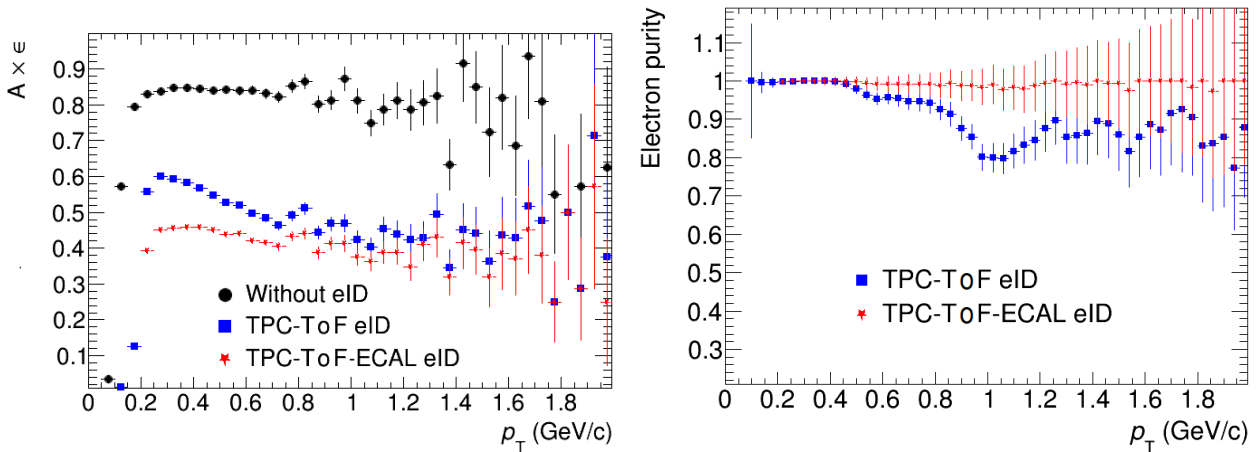 A × ϵ
0.9
0.8
0.7
0.6
0.5
0.4
0.3
0.2
0.1
Without eID
TPC-ToF eID
TPC-ToF-ECAL eID
0 0.2 0.4 0.6 0.8 1 1.2 1.4 1.6 1.8
p_T (GeV/c)
Electron purity
1.1
1
0.9
0.8
0.7
0.6
0.5
0.4
0.3
TPC-ToF eID
TPC-ToF-ECAL eID
0 0.2 0.4 0.6 0.8 1 1.2 1.4 1.6 1.8
p_T (GeV/c)